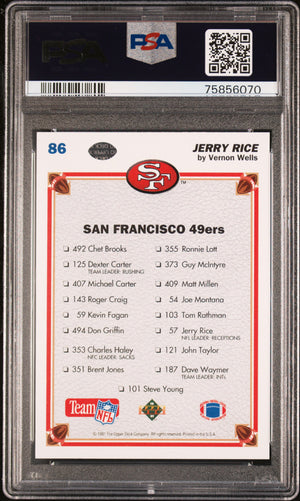 PSA
75856070
86
JERRY RICE
by Vernon Wells
SF
TM
SAN FRANCISCO 49ers
492 Chet Brooks
125 Dexter Carter
TEAM LEADER: RUSHING
407 Michael Carter
143 Roger Craig
59 Kevin Fagan
494 Don Griffin
353 Charles Haley
NFC LEADER: SACKS
351 Brent Jones
355 Ronnie Lott
373 Guy McIntyre
409 Matt Millen
54 Joe Montana
103 Tom Rathman
57 Jerry Rice
NFL LEADER: RECEPTIONS
121 John Taylor
187 Dave Waymer
TEAM LEADER: INTL
101 Steve Young
Team NFL
© 1991 The Upper Deck Company. All rights reserved. Printed in the U.S.A.